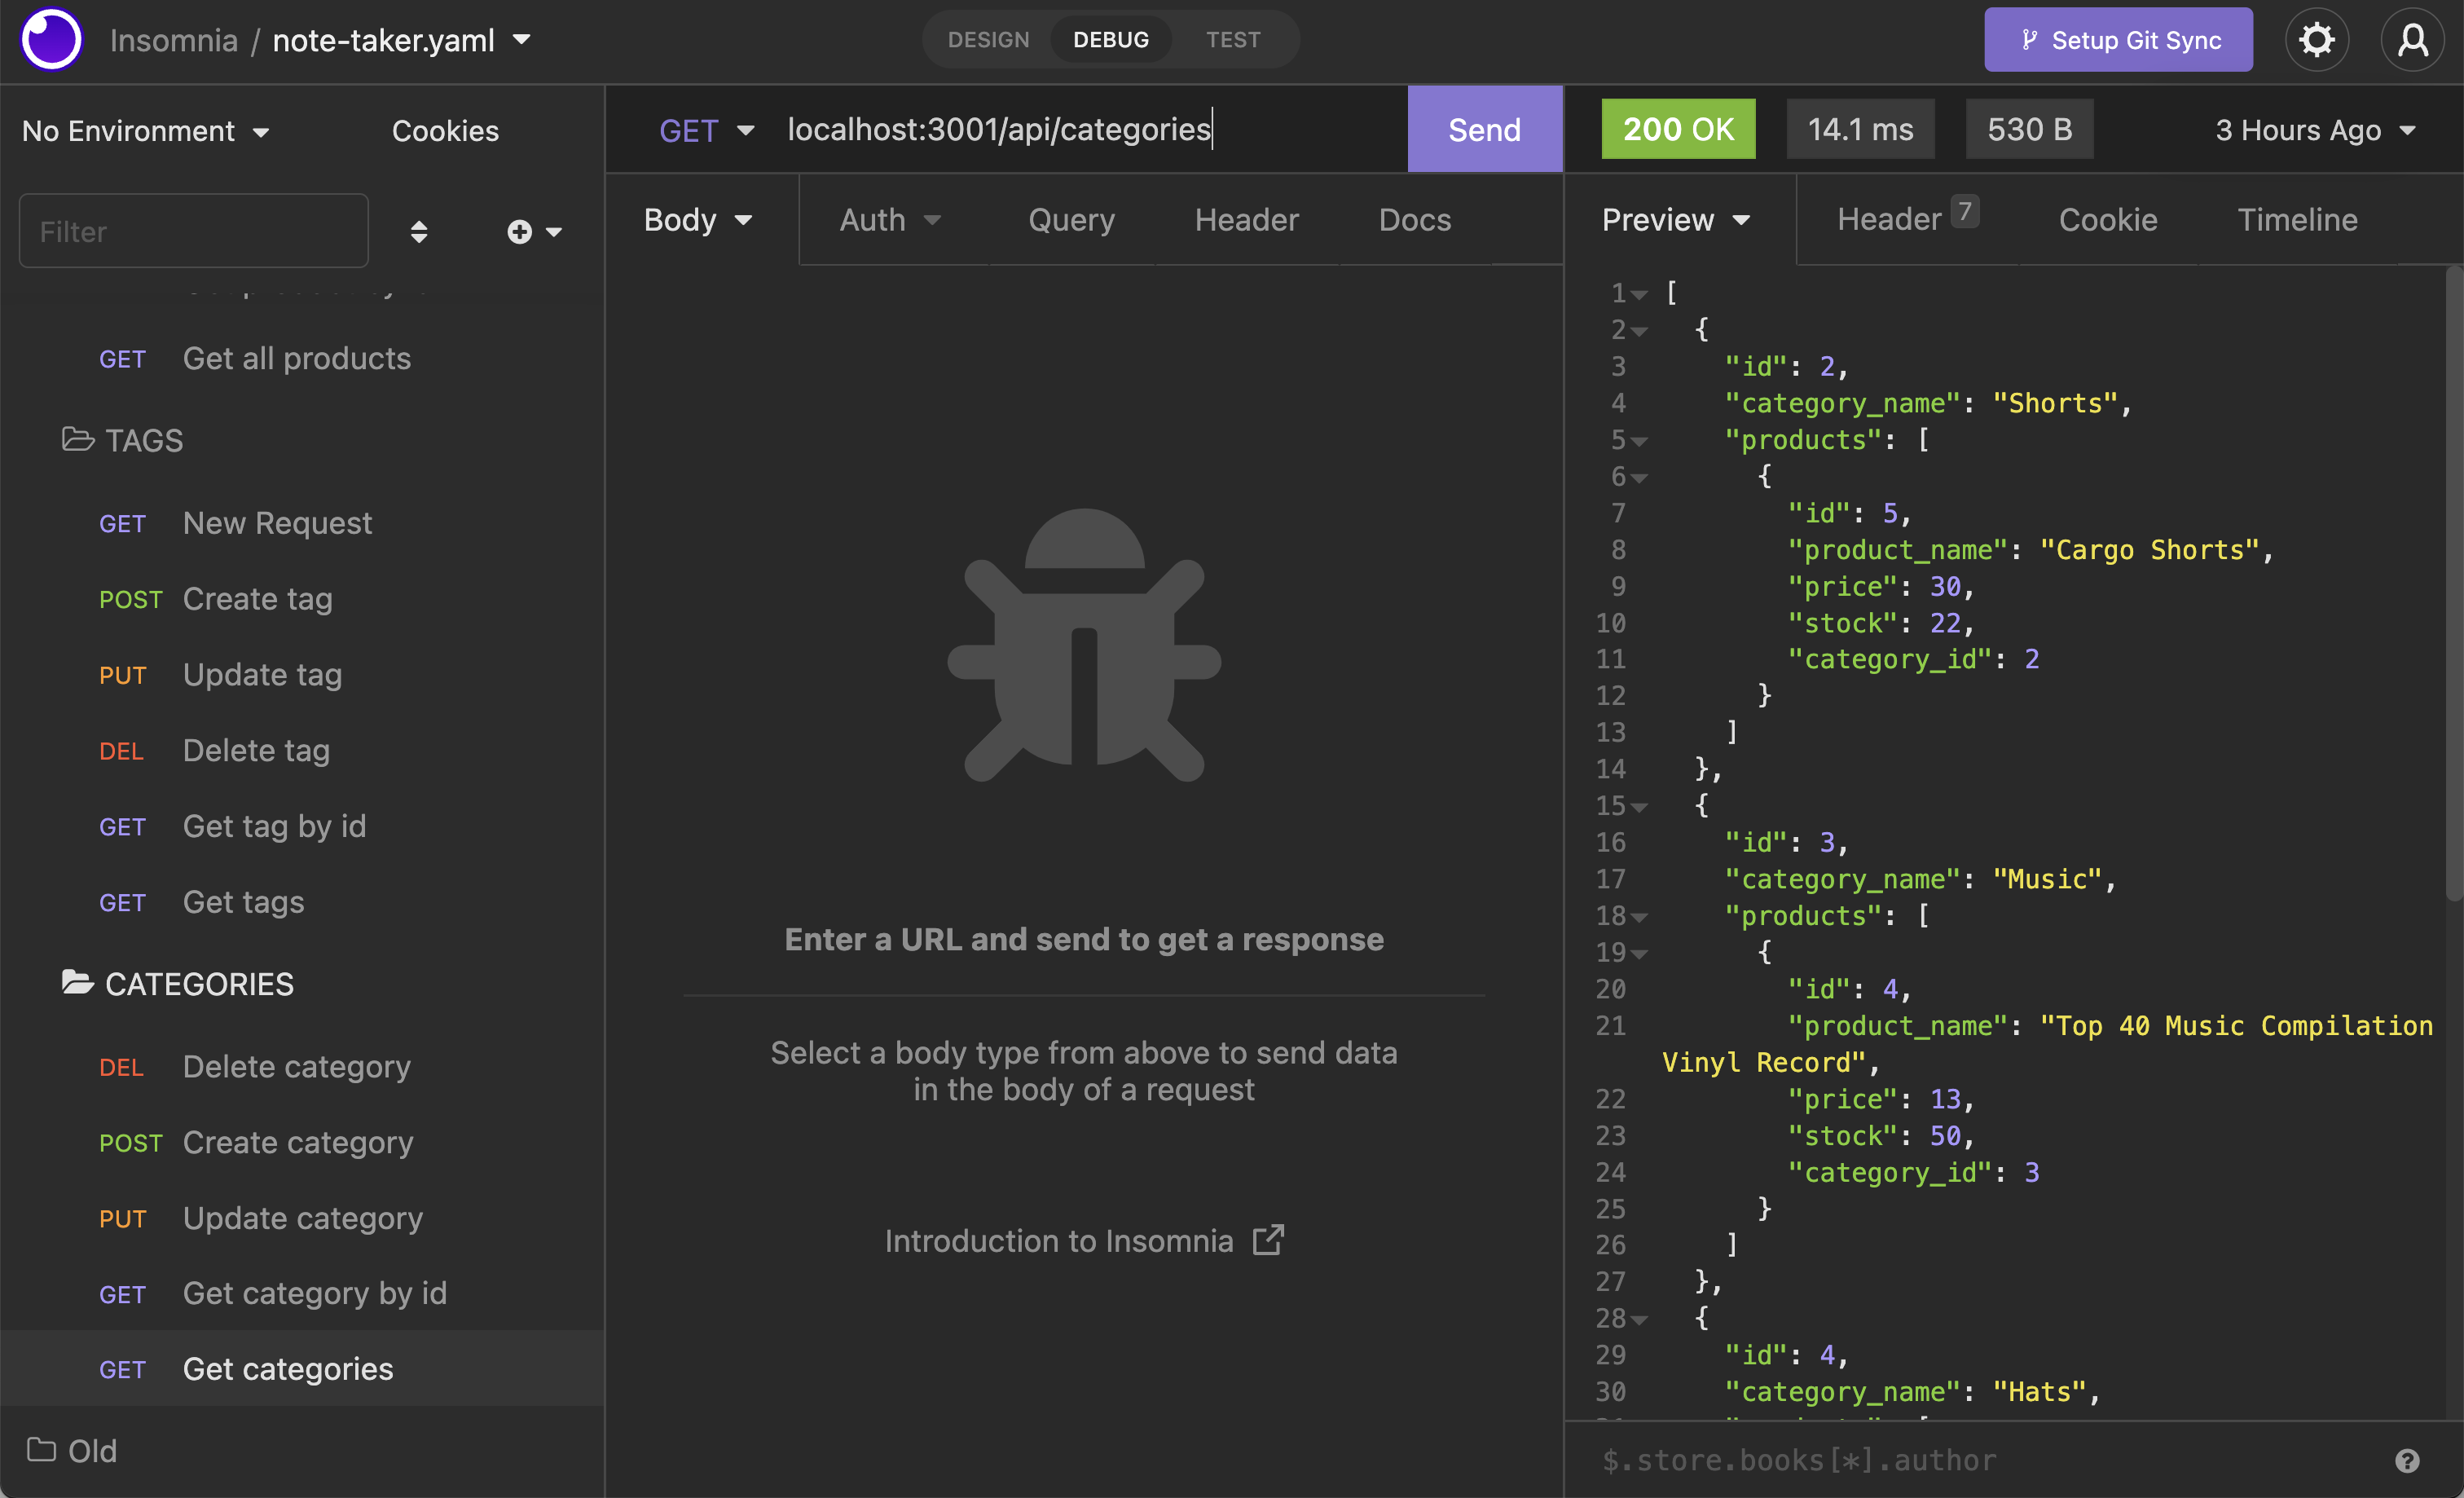 Insomnia / note-taker.yaml
DESIGN DEBUG TEST
Setup Git Sync
No Environment
Cookies
Filter
GET Get all products
TAGS
GET New Request
POST Create tag
PUT Update tag
DEL Delete tag
GET Get tag by id
GET Get tags
CATEGORIES
DEL Delete category
POST Create category
PUT Update category
GET Get category by id
GET Get categories
Old
GET localhost:3001/api/categories
Send
Body Auth Query Header Docs
Enter a URL and send to get a response
Select a body type from above to send data
in the body of a request
Introduction to Insomnia
200 OK 14.1 ms 530 B 3 Hours Ago
Preview Header 7 Cookie Timeline
1 [
2 {
3 "id": 2,
4 "category_name": "Shorts",
5 "products": [
6 {
7 "id": 5,
8 "product_name": "Cargo Shorts",
9 "price": 30,
10 "stock": 22,
11 "category_id": 2
12 }
13 ]
14 },
15 {
16 "id": 3,
17 "category_name": "Music",
18 "products": [
19 {
20 "id": 4,
21 "product_name": "Top 40 Music Compilation
Vinyl Record",
22 "price": 13,
23 "stock": 50,
24 "category_id": 3
25 }
26 ]
27 },
28 {
29 "id": 4,
30 "category_name": "Hats",
$.store.books[*].author